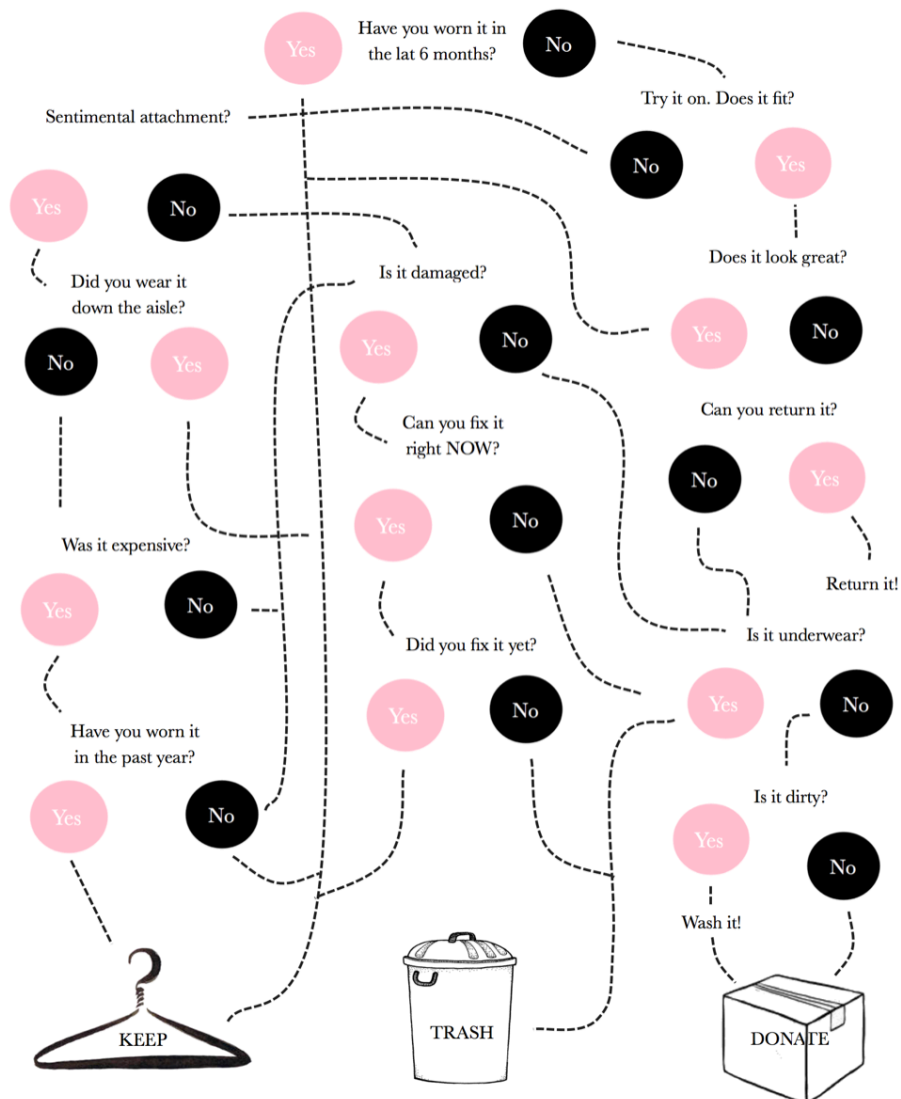 Yes
Have you worn it in
the lat 6 months?
No
Try it on. Does it fit?
Sentimental attachment?
No
Yes
Yes
No
Does it look great?
Is it damaged?
Did you wear it
down the aisle?
Yes
No
No
Yes
Yes
No
Can you return it?
Can you fix it
right NOW?
No
Yes
Yes
No
Was it expensive?
Return it!
Yes
No
Is it underwear?
Did you fix it yet?
Yes
No
Yes
No
Have you worn it
in the past year?
Is it dirty?
Yes
No
Yes
No
Wash it!
KEEP
TRASH
DONATE